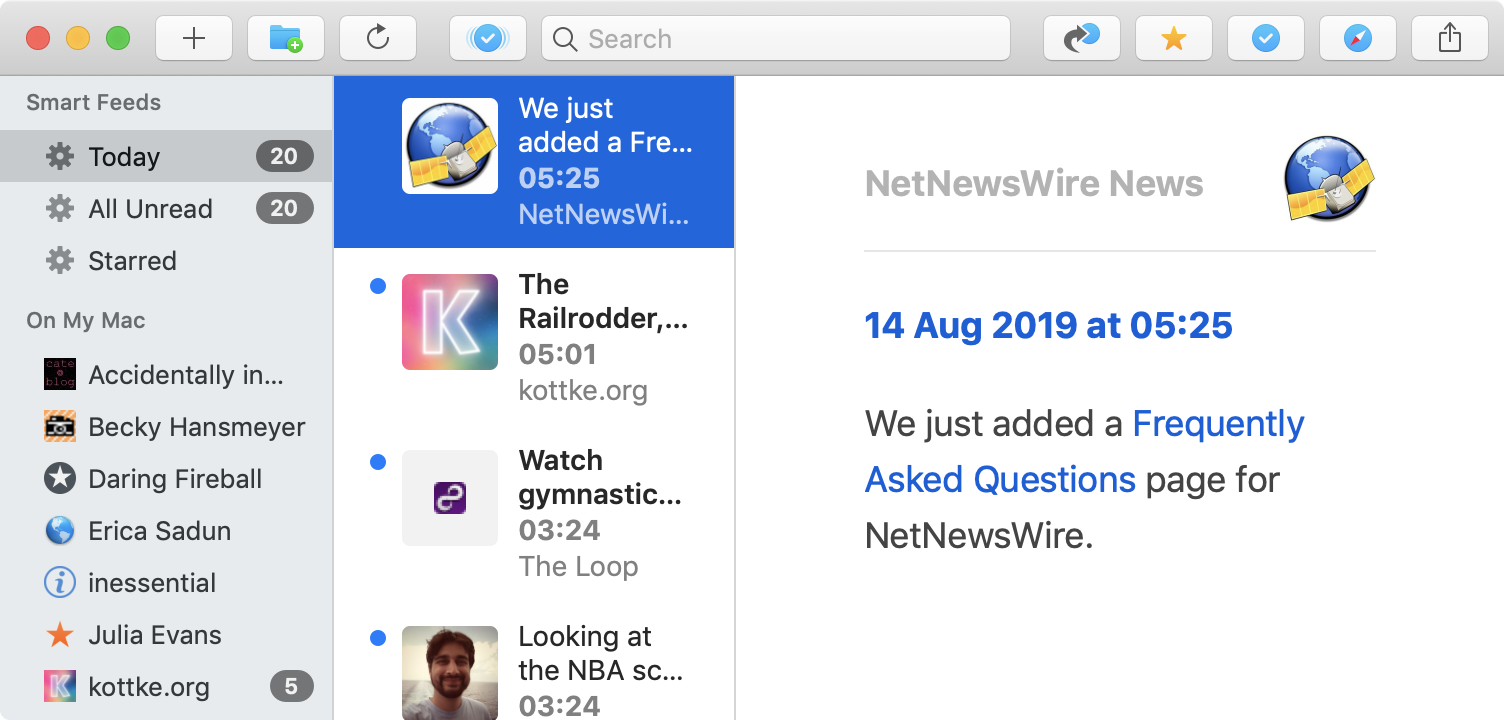 Search
Smart Feeds
Today 20
All Unread 20
Starred
On My Mac
cate
blog
Accidentally in...
Becky Hansmeyer
Daring Fireball
Erica Sadun
inessential
Julia Evans
K
kottke.org 5
We just
added a Fre...
05:25
NetNewsWi...
K
The
Railrodder,...
05:01
kottke.org
Watch
gymnastic...
03:24
The Loop
Looking at
the NBA sc...
03:24
NetNewsWire News
14 Aug 2019 at 05:25
We just added a Frequently
Asked Questions page for
NetNewsWire.